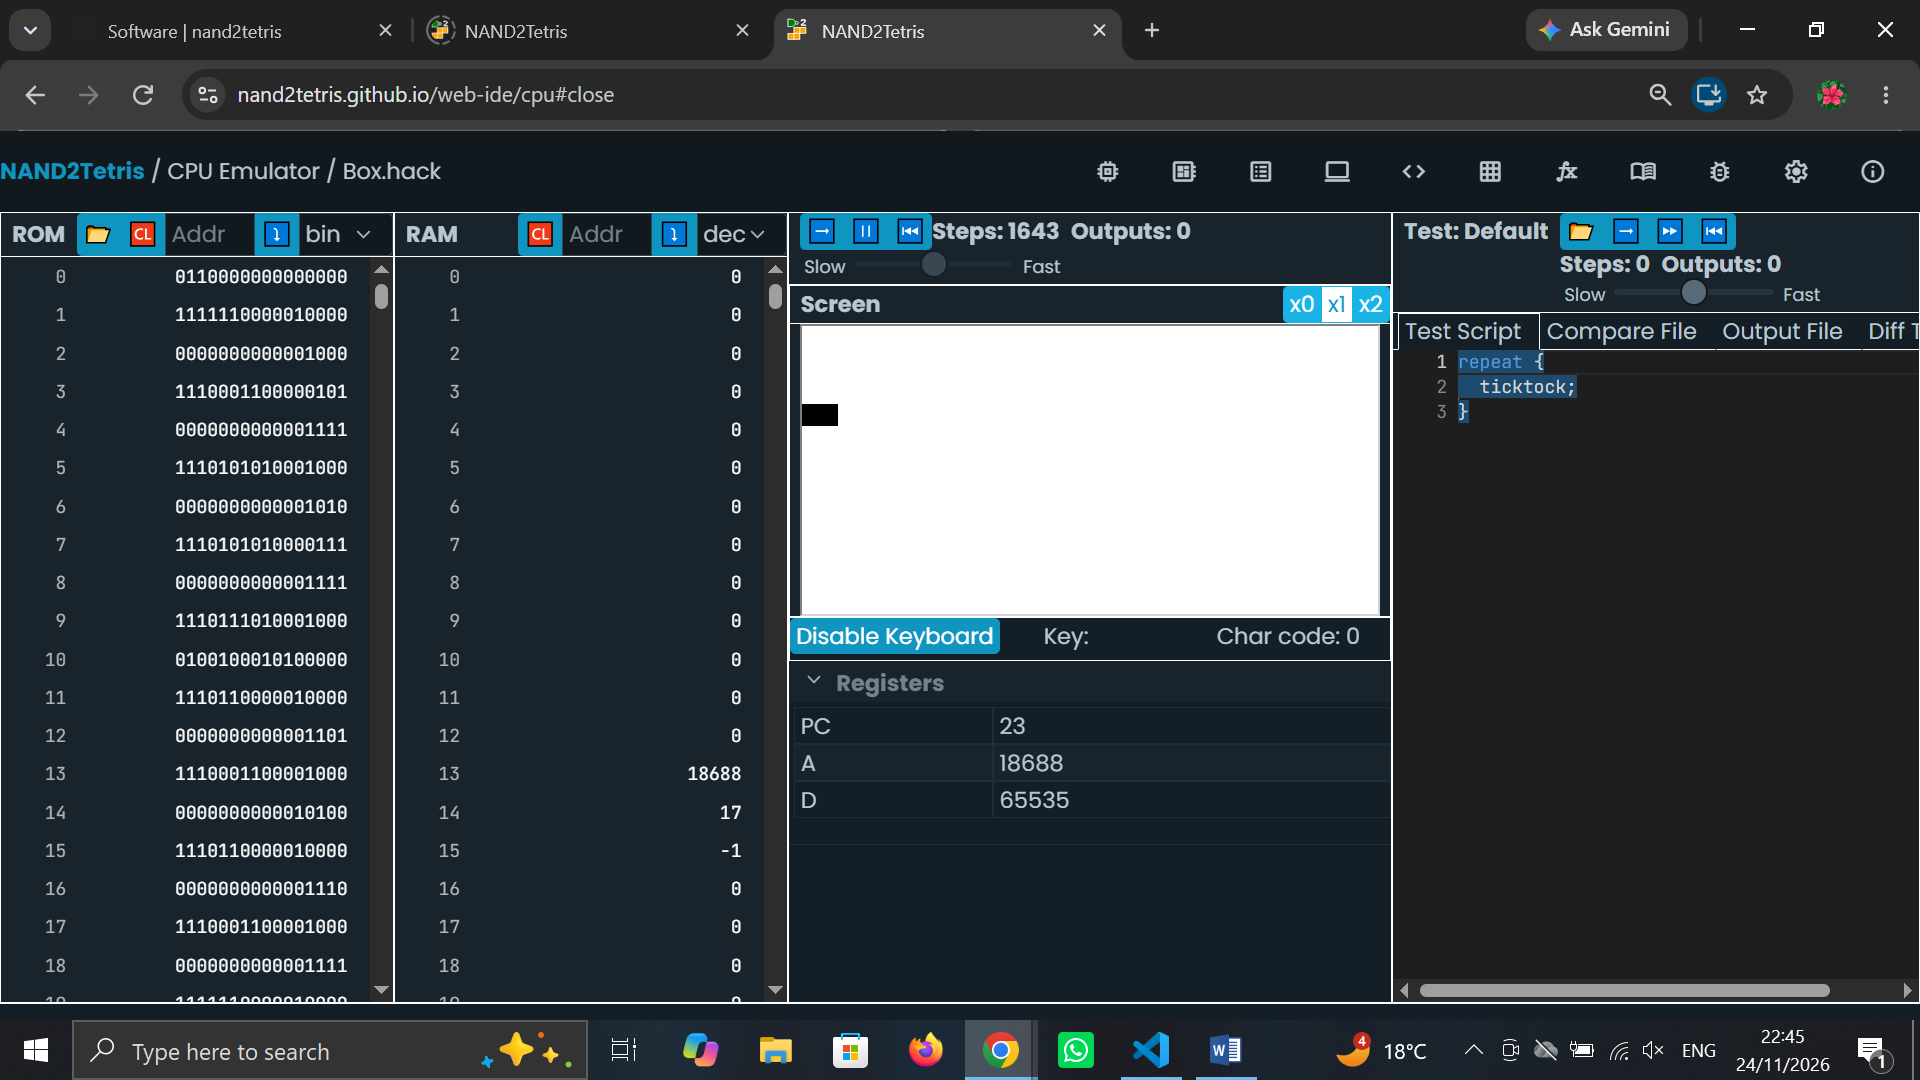 Software | nand2tetris
NAND2Tetris
NAND2Tetris
Ask Gemini
nand2tetris.github.io/web-ide/cpu#close
NAND2Tetris / CPU Emulator / Box.hack
ROM CL Addr bin
0 0110000000000000
1 1111110000010000
2 0000000000001000
3 1110001100000101
4 0000000000001111
5 1110101010001000
6 0000000000001010
7 1110101010000111
8 0000000000001111
9 1110111010001000
10 0100100010100000
11 1110110000010000
12 0000000000001101
13 1110001100001000
14 0000000000010100
15 1110110000010000
16 0000000000001110
17 1110001100001000
18 0000000000001111
19 1111110000010000
RAM CL Addr dec
0 0
1 0
2 0
3 0
4 0
5 0
6 0
7 0
8 0
9 0
10 0
11 0
12 0
13 18688
14 17
15 -1
16 0
17 0
18 0
19 0
Steps: 1643 Outputs: 0
Slow Fast
Screen x0 x1 x2
Disable Keyboard Key: Char code: 0
Registers
PC 23
A 18688
D 65535
Test: Default
Steps: 0 Outputs: 0
Slow Fast
Test Script Compare File Output File Diff T
1 repeat {
2 ticktock;
3 }
Type here to search
4
18°C
ENG
22:45
24/11/2026
1